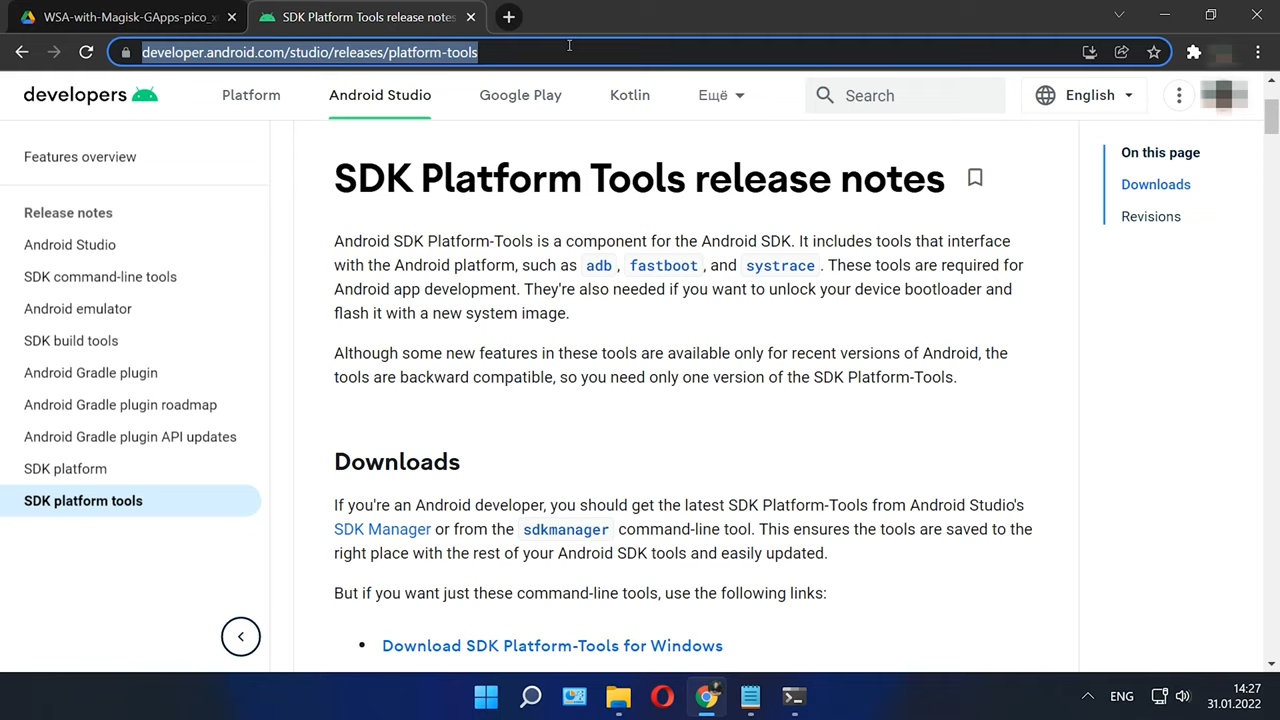 WSA-with-Magisk-GApps-pico_x
SDK Platform Tools release notes
developer.android.com/studio/releases/platform-tools
developers
Platform
Android Studio
Google Play
Kotlin
Ещё
Search
English
Features overview
Release notes
Android Studio
SDK command-line tools
Android emulator
SDK build tools
Android Gradle plugin
Android Gradle plugin roadmap
Android Gradle plugin API updates
SDK platform
SDK platform tools
SDK Platform Tools release notes
Android SDK Platform-Tools is a component for the Android SDK. It includes tools that interface
with the Android platform, such as adb, fastboot, and systrace. These tools are required for
Android app development. They're also needed if you want to unlock your device bootloader and
flash it with a new system image.
Although some new features in these tools are available only for recent versions of Android, the
tools are backward compatible, so you need only one version of the SDK Platform-Tools.
Downloads
If you're an Android developer, you should get the latest SDK Platform-Tools from Android Studio's
SDK Manager or from the sdkmanager command-line tool. This ensures the tools are saved to the
right place with the rest of your Android SDK tools and easily updated.
But if you want just these command-line tools, use the following links:
• Download SDK Platform-Tools for Windows
On this page
Downloads
Revisions
ENG
14:27
31.01.2022